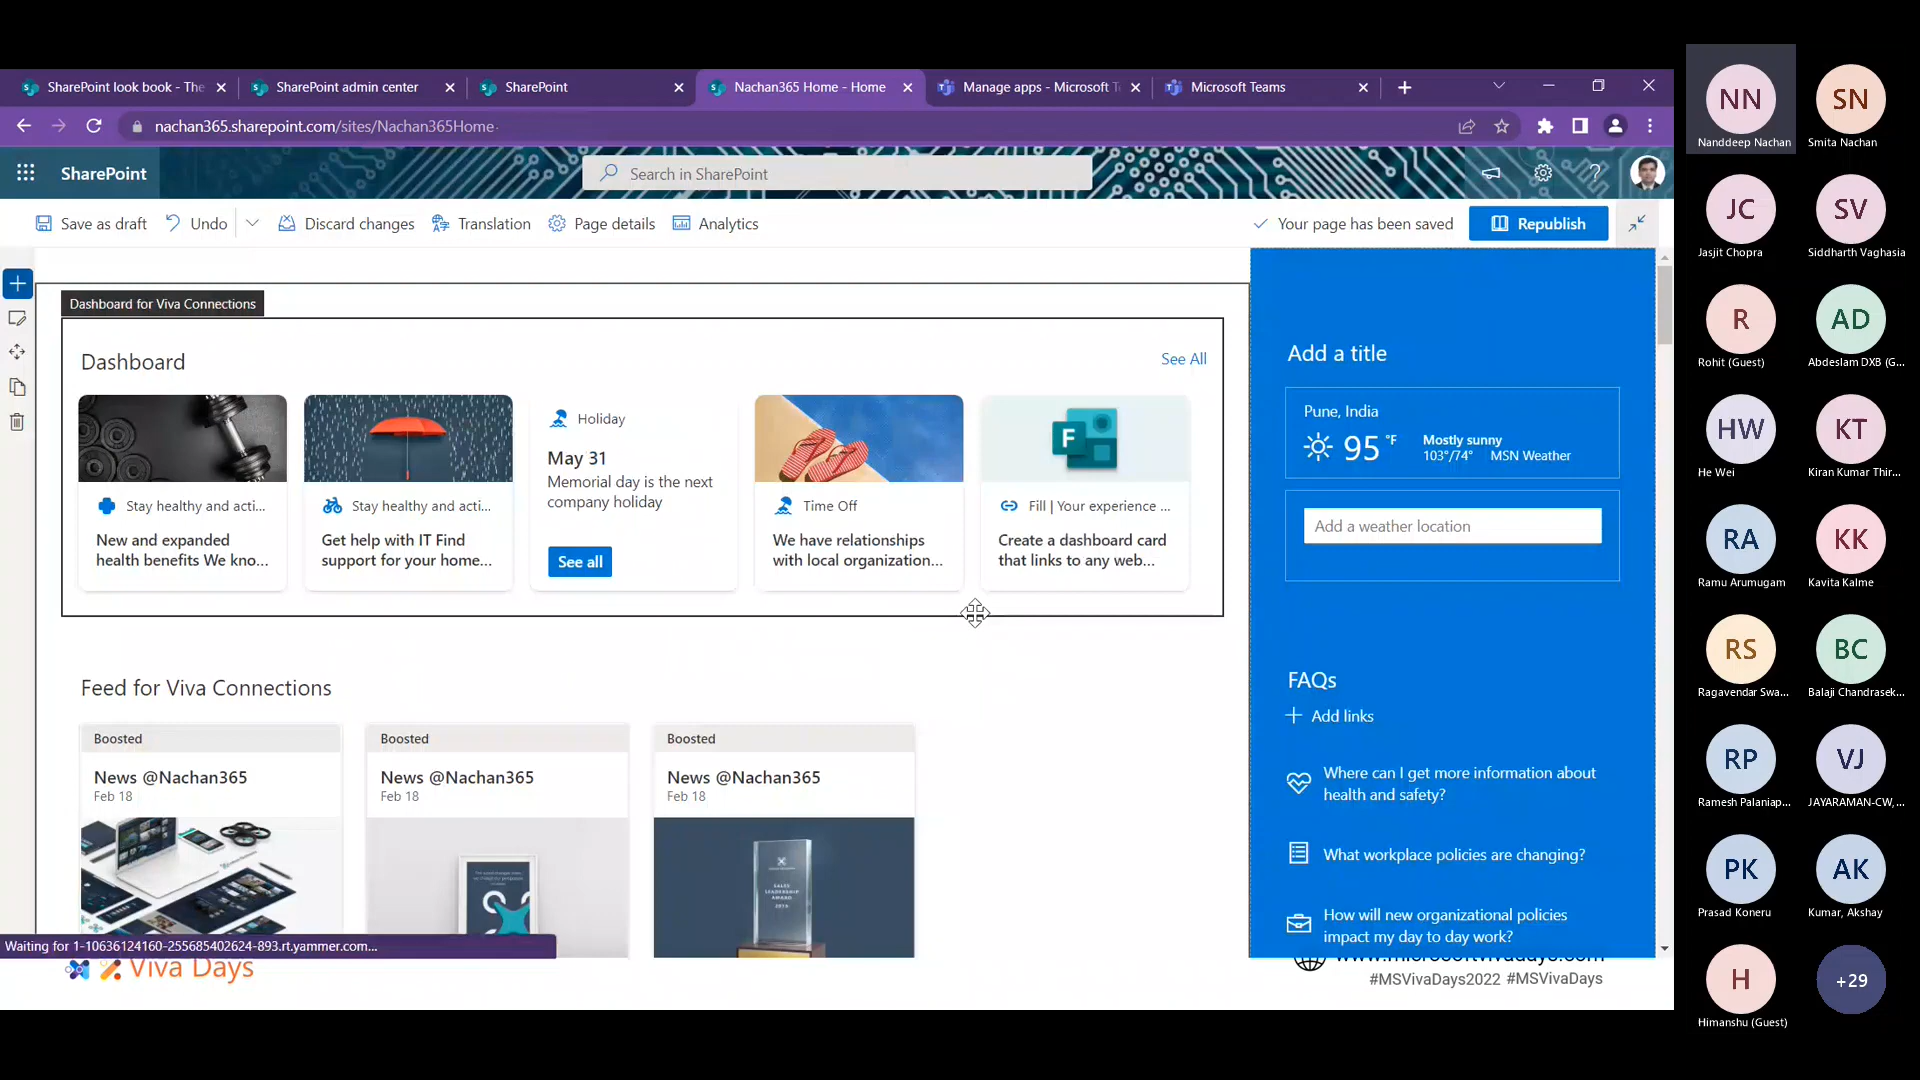 SharePoint look book - The
SharePoint admin center
SharePoint
Nachan365 Home - Home
Manage apps - Microsoft T
Microsoft Teams
nachan365.sharepoint.com/sites/Nachan365Home
SharePoint
Search in SharePoint
Save as draft
Undo
Discard changes
Translation
Page details
Analytics
Your page has been saved
Republish
Dashboard for Viva Connections
Dashboard
See All
Stay healthy and acti...
New and expanded
health benefits We kno...
Stay healthy and acti...
Get help with IT Find
support for your home...
Holiday
May 31
Memorial day is the next
company holiday
See all
Time Off
We have relationships
with local organization...
F
Fill | Your experience ...
Create a dashboard card
that links to any web...
Feed for Viva Connections
Boosted
News @Nachan365
Feb 18
Boosted
News @Nachan365
Feb 18
Boosted
News @Nachan365
Feb 18
SALES
LEADERSHIP
AWARD
Add a title
Pune, India
95 °F
Mostly sunny
103°/74° MSN Weather
Add a weather location
FAQs
Add links
Where can I get more information about
health and safety?
What workplace policies are changing?
How will new organizational policies
impact my day to day work?
Waiting for 1-10636124160-255685402624-893.rt.yammer.com...
Viva Days
www.microsoftvivadays.com
#MSVivaDays2022 #MSVivaDays
NN
Nanddeep Nachan
SN
Smita Nachan
JC
Jasjit Chopra
SV
Siddharth Vaghasia
R
Rohit (Guest)
AD
Abdeslam DXB (G...
HW
He Wei
KT
Kiran Kumar Thir...
RA
Ramu Arumugam
KK
Kavita Kalme
RS
Ragavendar Swa...
BC
Balaji Chandrasek...
RP
Ramesh Palaniap...
VJ
JAYARAMAN-CW, ...
PK
Prasad Koneru
AK
Kumar, Akshay
H
Himanshu (Guest)
+29